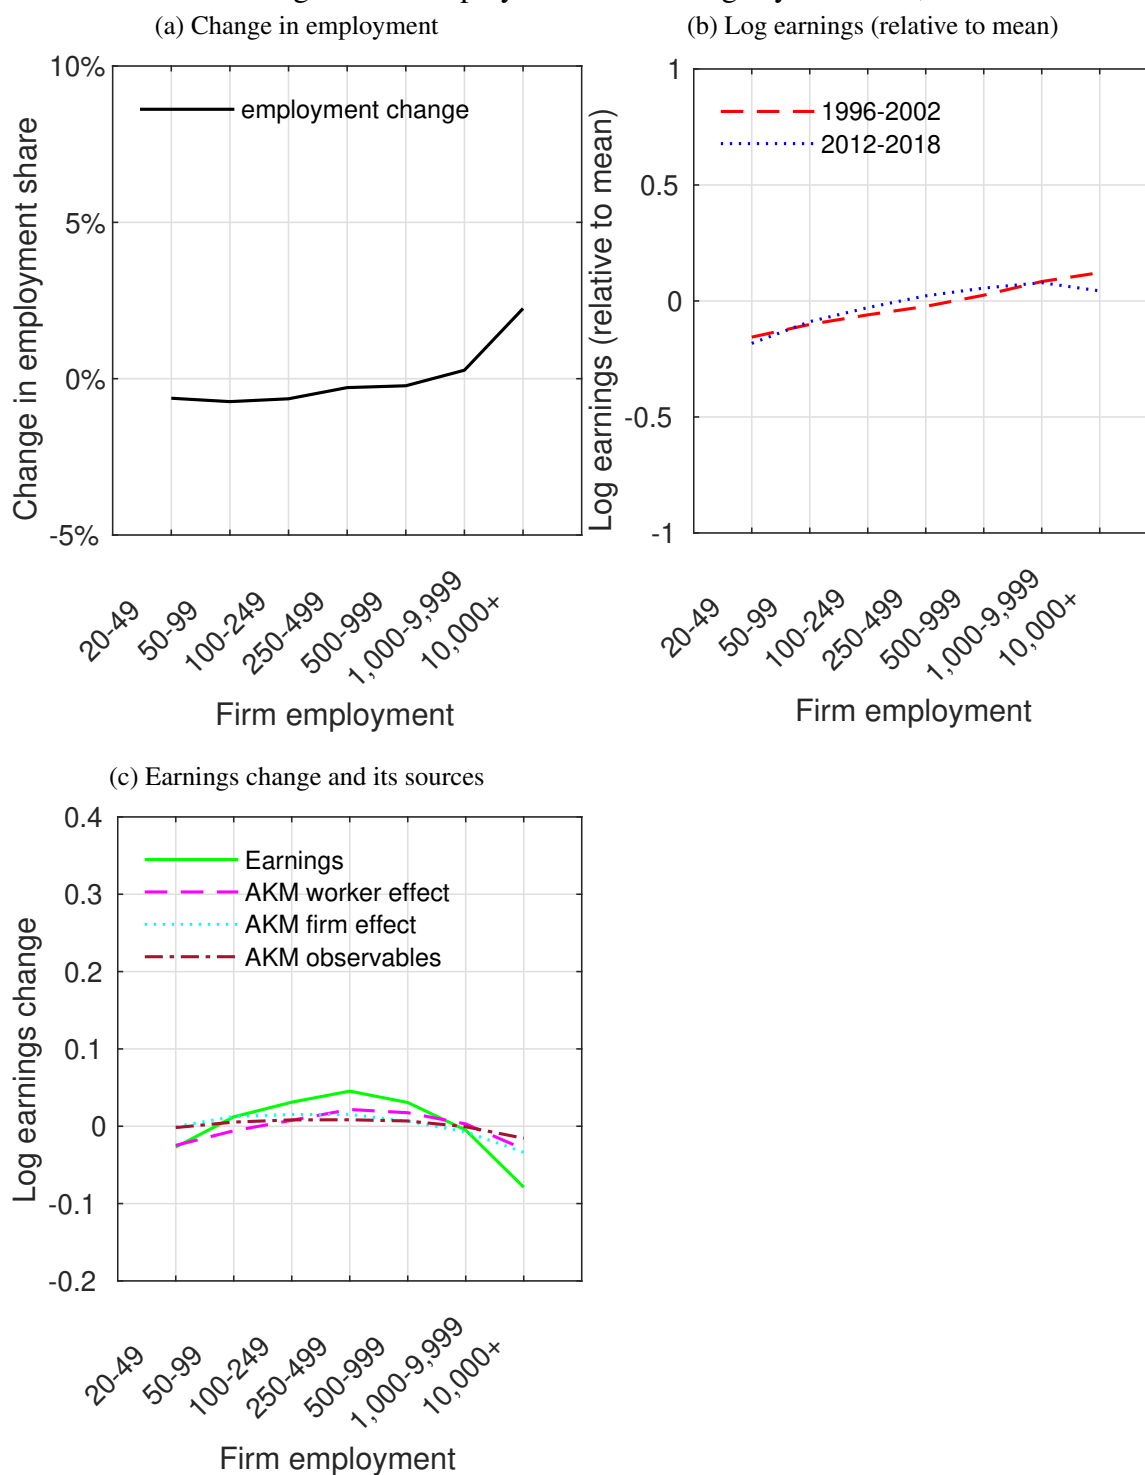 (a) Change in employment
10%
5%
0%
-5%
Change in employment share
employment change
20-49
50-99
100-249
250-499
500-999
1,000-9,999
10,000+
Firm employment
(b) Log earnings (relative to mean)
1
0.5
0
-0.5
-1
Log earnings (relative to mean)
1996-2002
2012-2018
20-49
50-99
100-249
250-499
500-999
1,000-9,999
10,000+
Firm employment
(c) Earnings change and its sources
0.4
0.3
0.2
0.1
0
-0.1
-0.2
Log earnings change
Earnings
AKM worker effect
AKM firm effect
AKM observables
20-49
50-99
100-249
250-499
500-999
1,000-9,999
10,000+
Firm employment